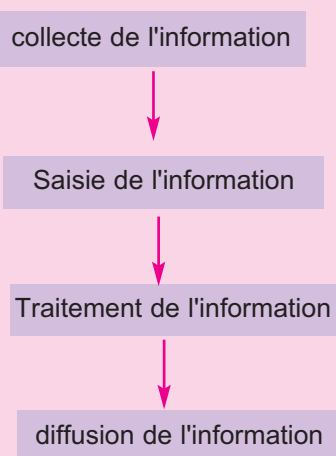 collecte de l'information
Saisie de l'information
Traitement de l'information
diffusion de l'information